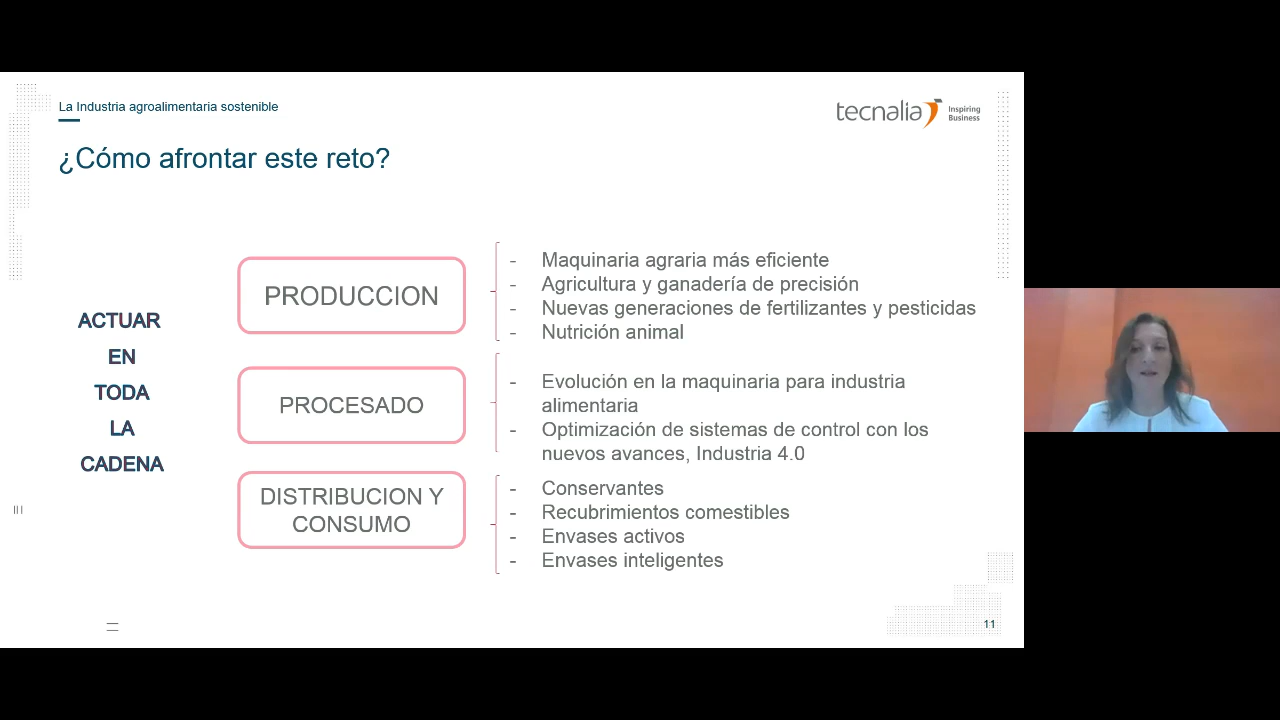 La Industria agroalimentaria sostenible
tecnalia Inspiring Business
¿Cómo afrontar este reto?
ACTUAR
EN
TODA
LA
CADENA
PRODUCCION
- Maquinaria agraria más eficiente
- Agricultura y ganadería de precisión
- Nuevas generaciones de fertilizantes y pesticidas
- Nutrición animal
PROCESADO
- Evolución en la maquinaria para industria
alimentaria
- Optimización de sistemas de control con los
nuevos avances, Industria 4.0
DISTRIBUCION Y
CONSUMO
- Conservantes
- Recubrimientos comestibles
- Envases activos
- Envases inteligentes
11